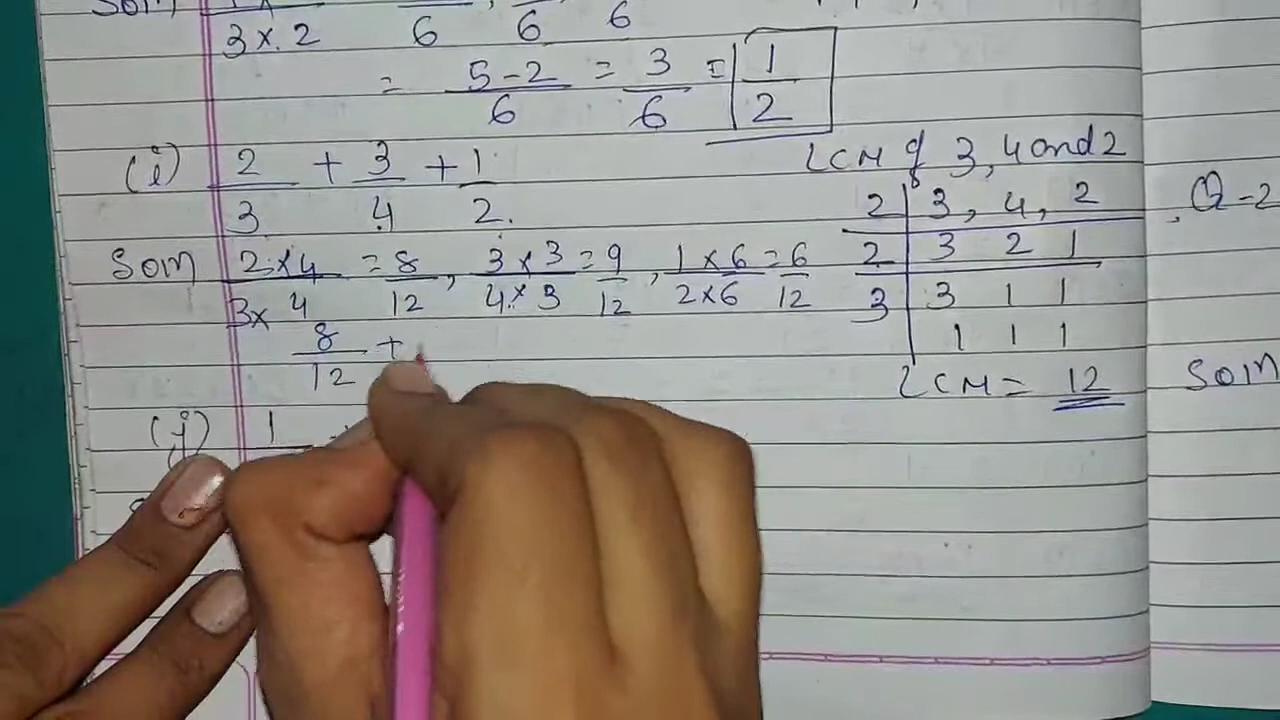 Som
3 × 2 6 6 6
= 5 - 2 / 6 = 3 / 6 = 1 / 2
(i) 2/3 + 3/4 + 1/2.
LCM of 3, 4 and 2
2 | 3, 4, 2
2 | 3 2 1
3 | 3 1 1
1 1 1
LCM = 12
Som 2 × 4 / 3 × 4 = 8/12, 3 × 3 / 4 × 3 = 9/12, 1 × 6 / 2 × 6 = 6/12
8/12 +
(j) 1
Q-2
Som